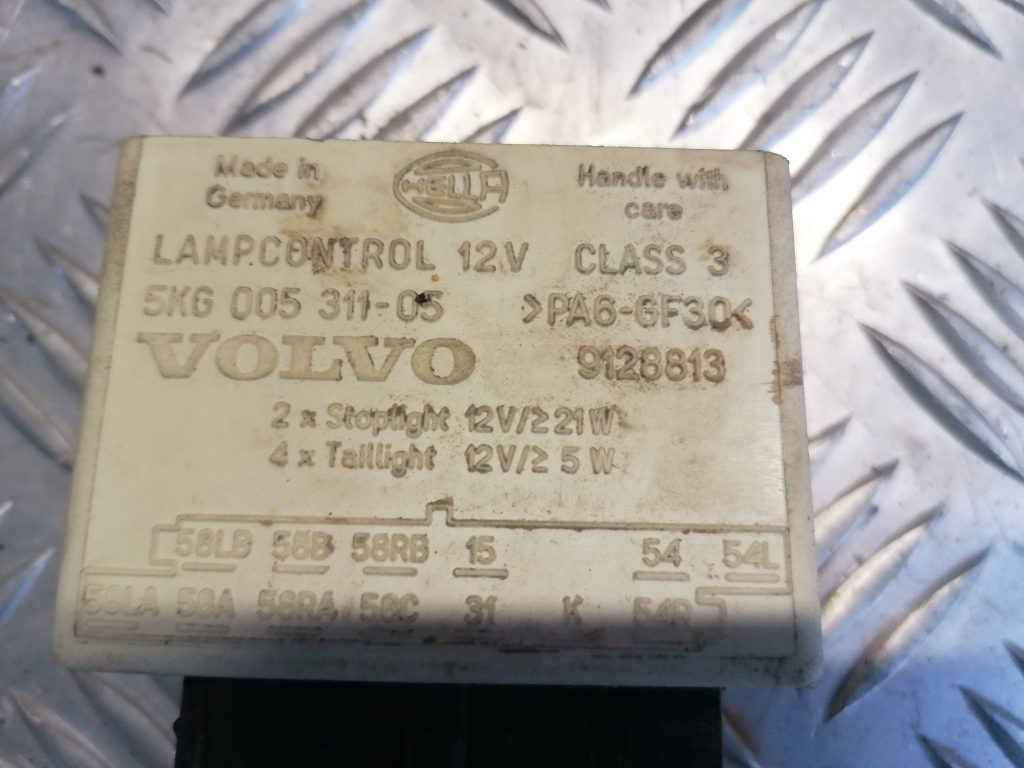 Made in
Germany
HELLA
Handle with
care
LAMP.CONTROL 12V CLASS 3
5KG 005 311-05 >PA6-GF30<
VOLVO 9128813
2 x Stoplight 12V/≥21W
4 x Taillight 12V/≥ 5W
58LB 58B 58RB 15 54 54L
58LA 58A 58RA 58C 31 K 54R